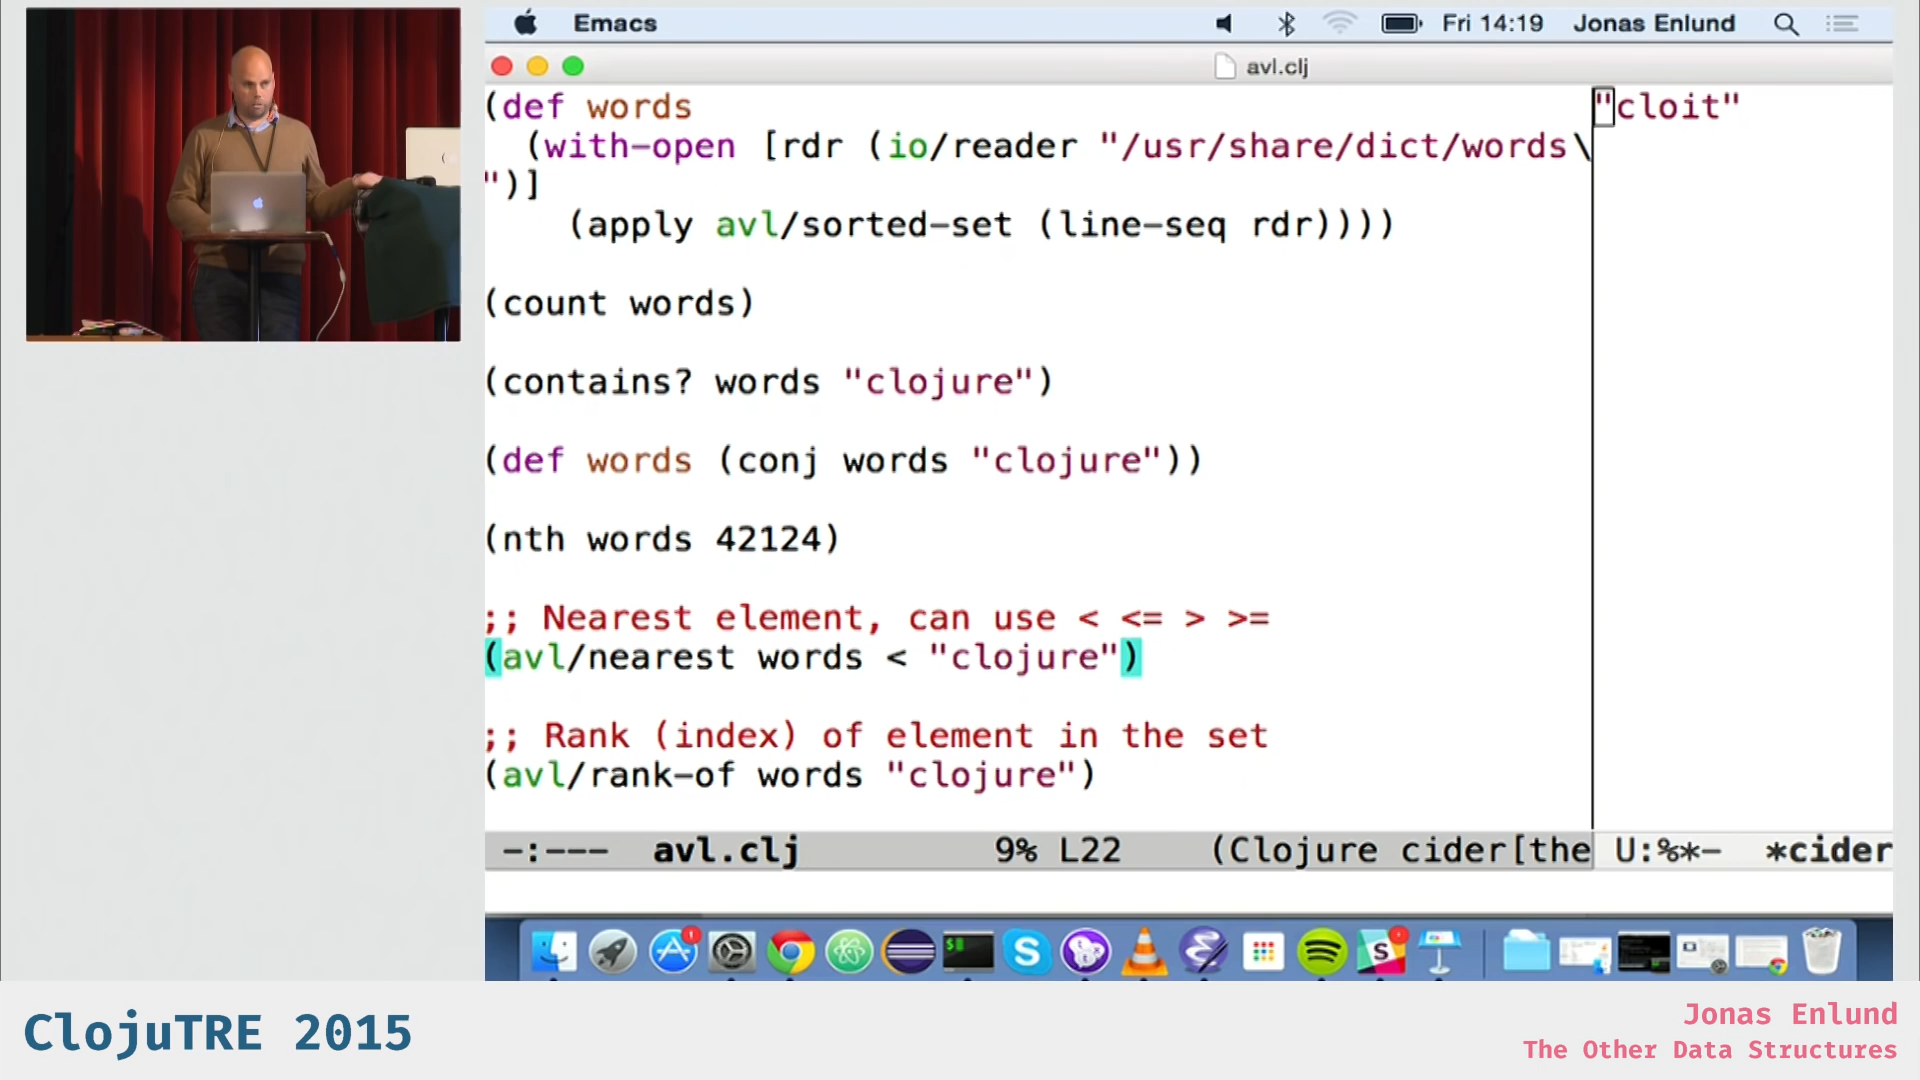 Emacs
Fri 14:19 Jonas Enlund
avl.clj
(def words
(with-open [rdr (io/reader "/usr/share/dict/words\
")]
(apply avl/sorted-set (line-seq rdr))))
(count words)
(contains? words "clojure")
(def words (conj words "clojure"))
(nth words 42124)
;; Nearest element, can use < <= > >=
(avl/nearest words < "clojure")
;; Rank (index) of element in the set
(avl/rank-of words "clojure")
-:--- avl.clj 9% L22 (Clojure cider[the
"cloit"
U:%*- *cider
ClojuTRE 2015
Jonas Enlund
The Other Data Structures